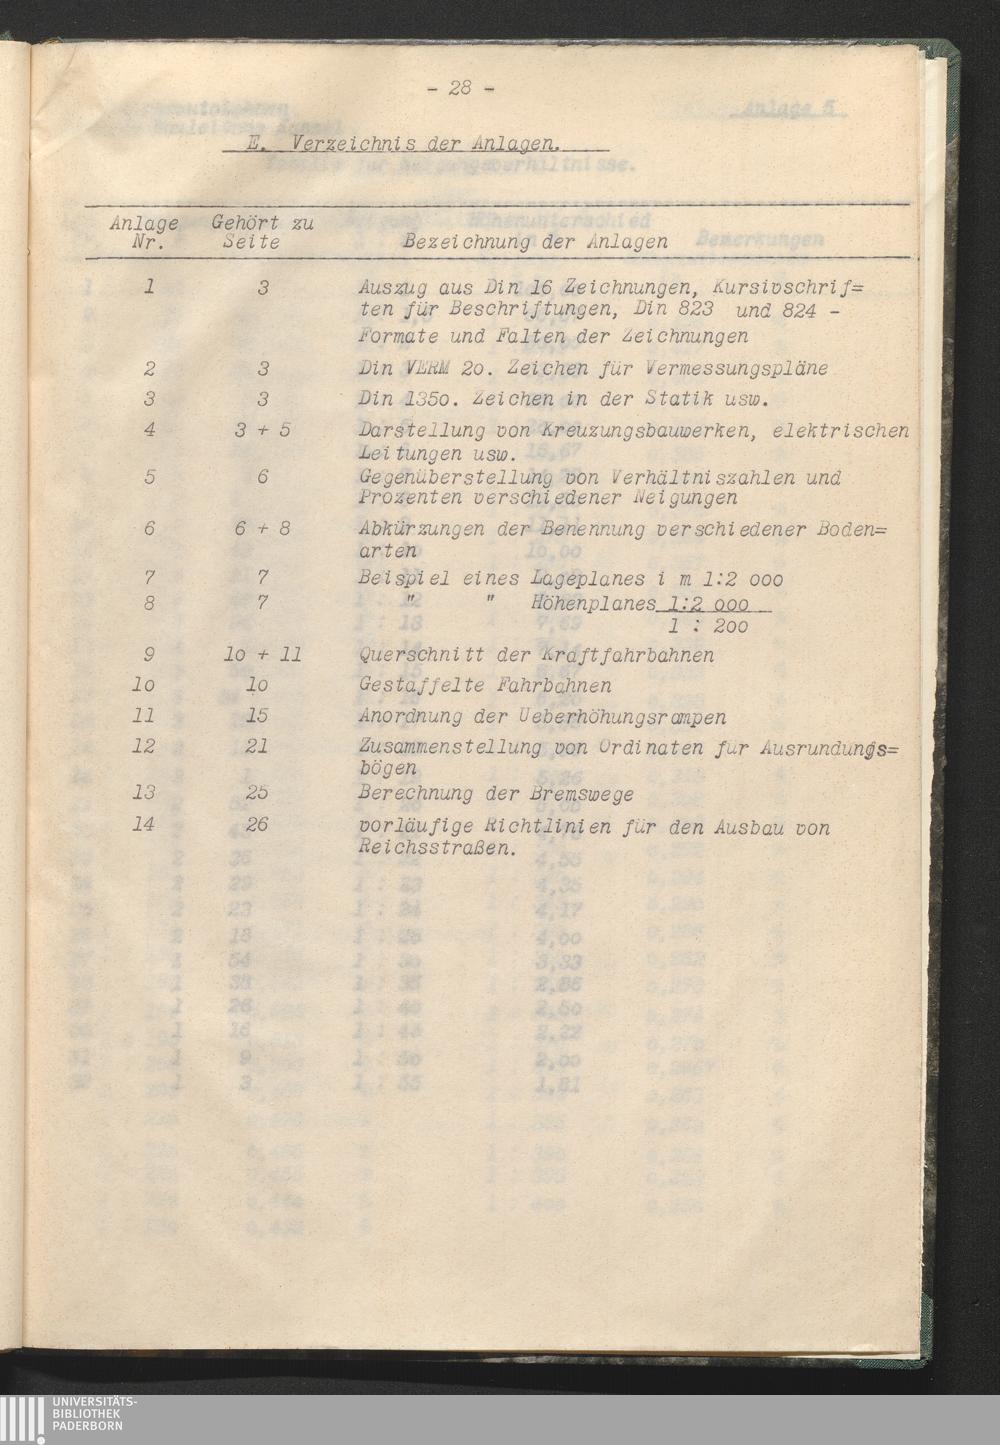 - 28 -
E. Verzeichnis der Anlagen.
Anlage Nr. Gehört zu Seite Bezeichnung der Anlagen
1 3 Auszug aus Din 16 Zeichnungen, Kursivschrif=
ten für Beschriftungen, Din 823 und 824 -
Formate und Falten der Zeichnungen
2 3 Din VERM 2o. Zeichen für Vermessungspläne
3 3 Din 135o. Zeichen in der Statik usw.
4 3 + 5 Darstellung von Kreuzungsbauwerken, elektrischen
Leitungen usw.
5 6 Gegenüberstellung von Verhältniszahlen und
Prozenten verschiedener Neigungen
6 6 + 8 Abkürzungen der Benennung verschiedener Boden=
arten
7 7 Beispiel eines Lageplanes i m 1:2 ooo
8 7 " " Höhenplanes 1:2 ooo
1 : 2oo
9 1o + 11 Querschnitt der Kraftfahrbahnen
1o 1o Gestaffelte Fahrbahnen
11 15 Anordnung der Ueberhöhungsrampen
12 21 Zusammenstellung von Ordinaten für Ausrundungs=
bögen
13 25 Berechnung der Bremswege
14 26 vorläufige Richtlinien für den Ausbau von
Reichsstraßen.
UNIVERSITÄTS-
BIBLIOTHEK
PADERBORN